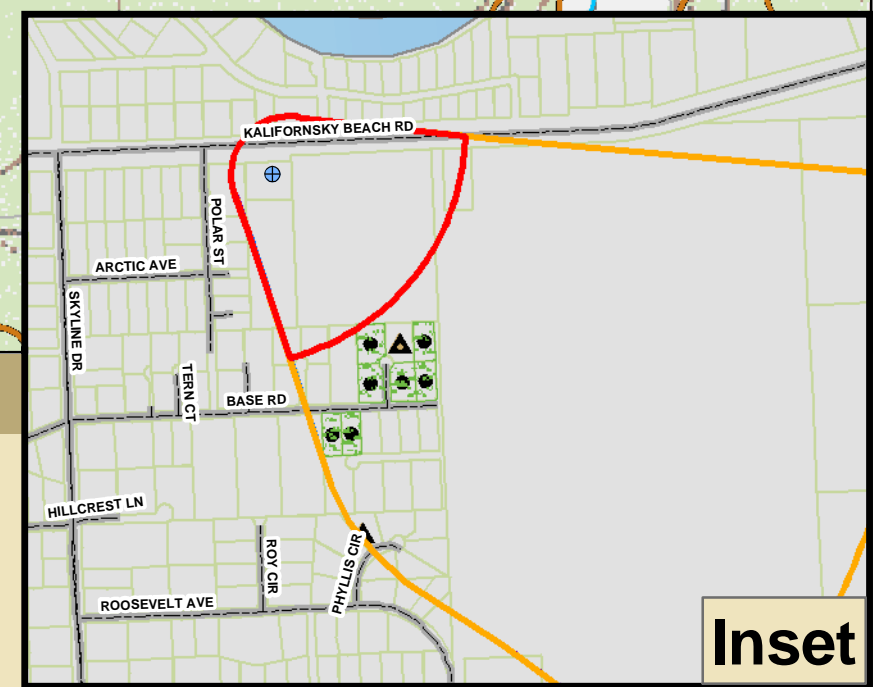 KALIFORNSKY BEACH RD
POLAR ST
ARCTIC AVE
SKYLINE DR
TERN CT
BASE RD
HILLCREST LN
ROY CIR
PHYLLIS CIR
ROOSEVELT AVE
Inset